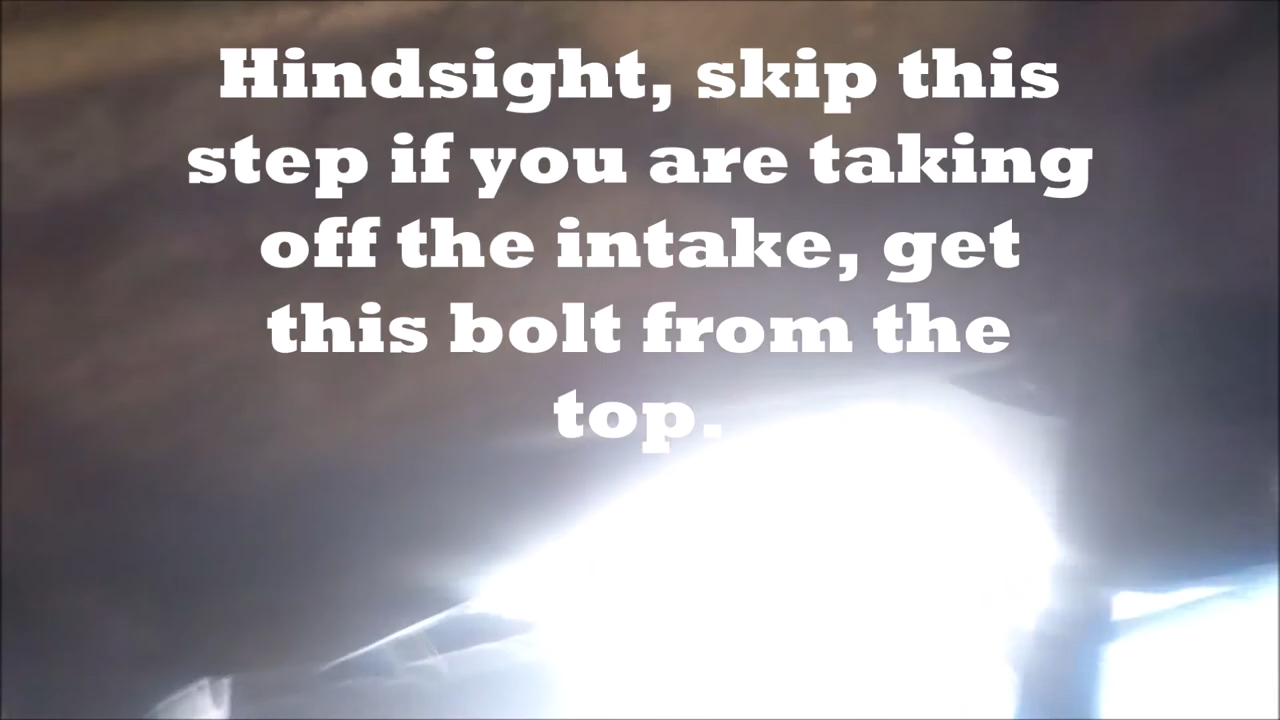 Hindsight, skip this
step if you are taking
off the intake, get
this bolt from the
top.